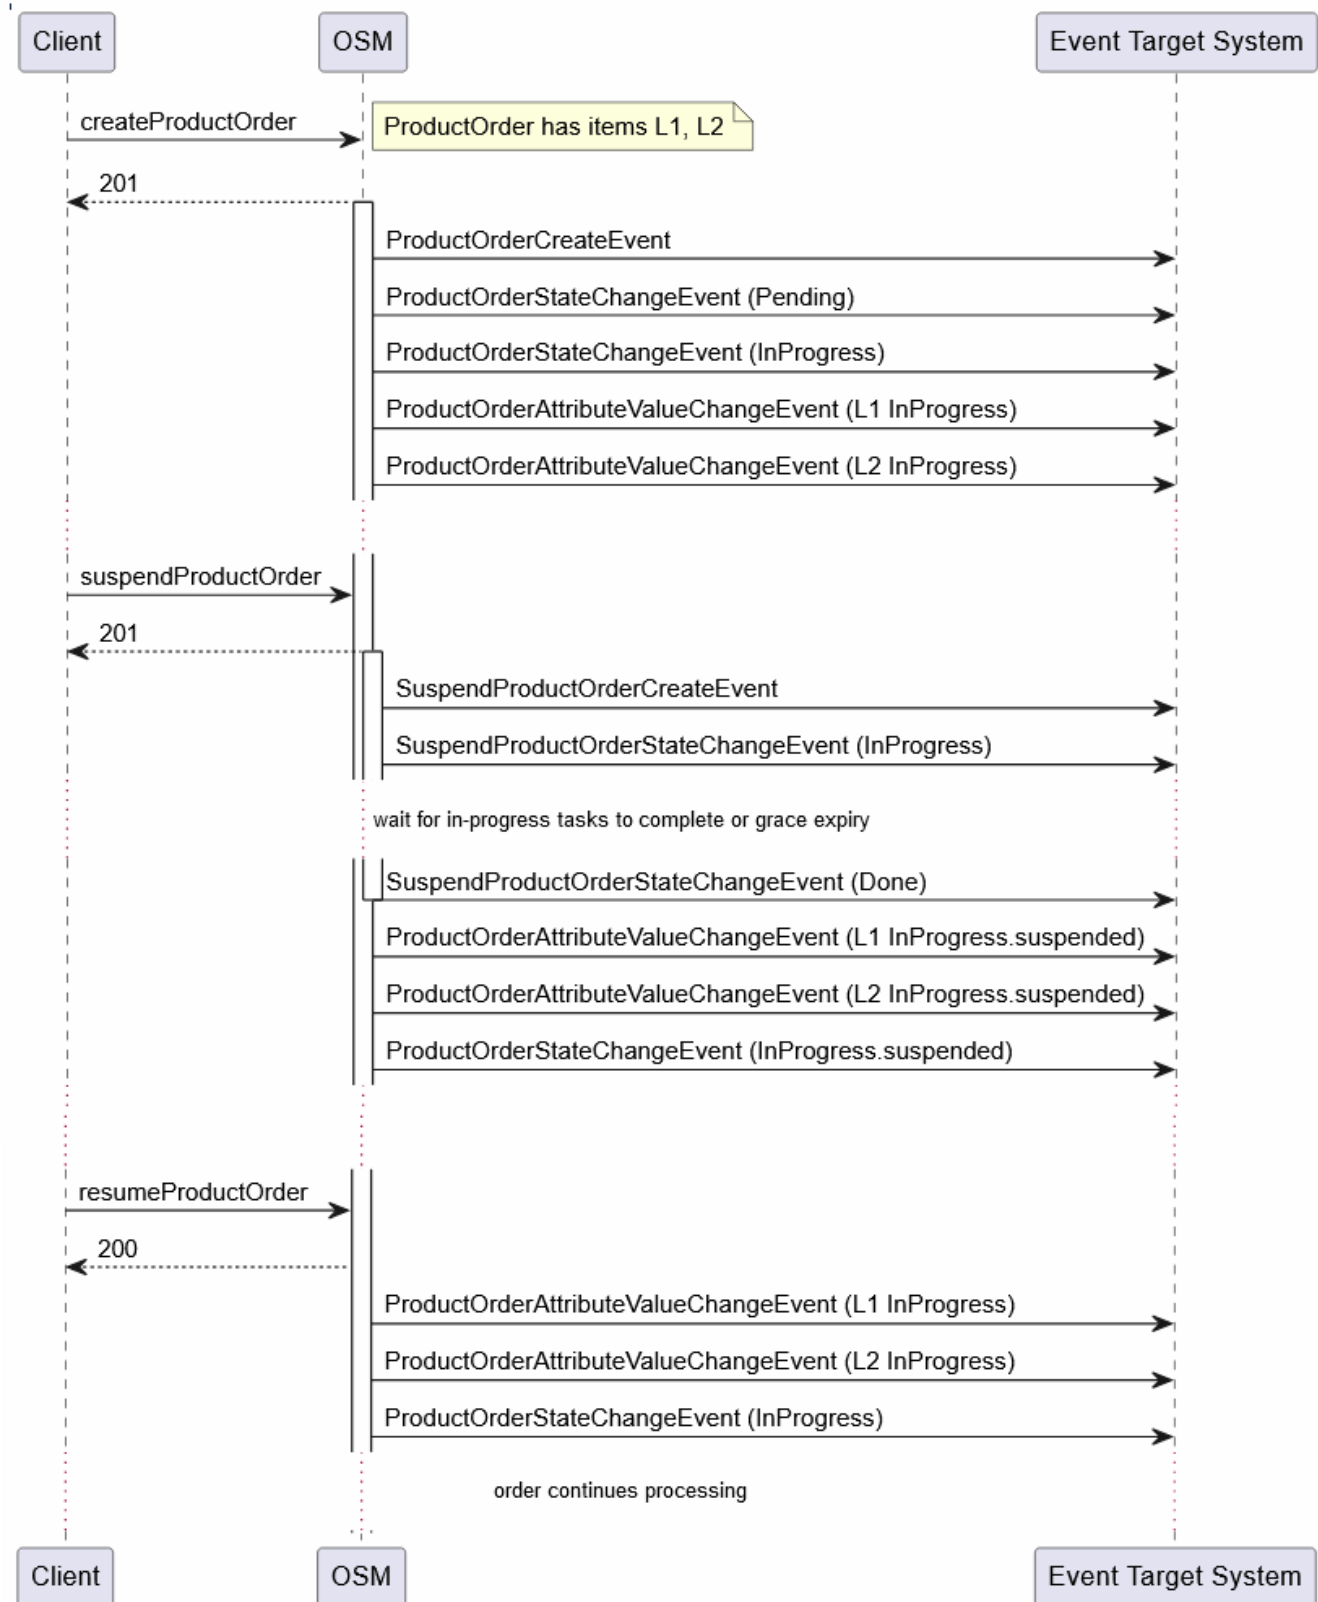 Client OSM Event Target System
createProductOrder
ProductOrder has items L1, L2
201
ProductOrderCreateEvent
ProductOrderStateChangeEvent (Pending)
ProductOrderStateChangeEvent (InProgress)
ProductOrderAttributeValueChangeEvent (L1 InProgress)
ProductOrderAttributeValueChangeEvent (L2 InProgress)
suspendProductOrder
201
SuspendProductOrderCreateEvent
SuspendProductOrderStateChangeEvent (InProgress)
wait for in-progress tasks to complete or grace expiry
SuspendProductOrderStateChangeEvent (Done)
ProductOrderAttributeValueChangeEvent (L1 InProgress.suspended)
ProductOrderAttributeValueChangeEvent (L2 InProgress.suspended)
ProductOrderStateChangeEvent (InProgress.suspended)
resumeProductOrder
200
ProductOrderAttributeValueChangeEvent (L1 InProgress)
ProductOrderAttributeValueChangeEvent (L2 InProgress)
ProductOrderStateChangeEvent (InProgress)
order continues processing
Client OSM Event Target System